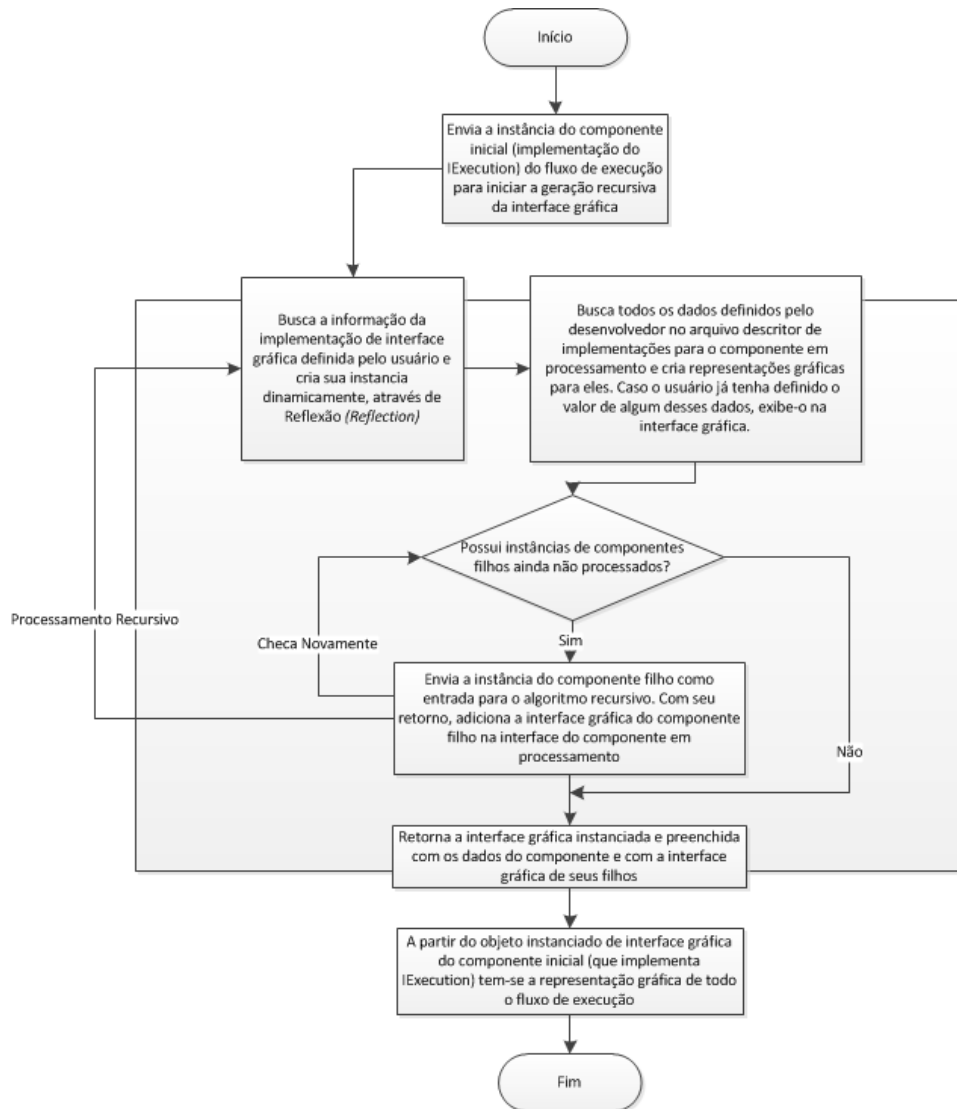 Início
Envia a instância do componente
inicial (implementação do
IExecution) do fluxo de execução
para iniciar a geração recursiva
da interface gráfica
Busca a informação da
implementação de interface
gráfica definida pelo usuário e
cria sua instancia
dinamicamente, através de
Reflexão (Reflection)
Busca todos os dados definidos pelo
desenvolvedor no arquivo descritor de
implementações para o componente em
processamento e cria representações gráficas
para eles. Caso o usuário já tenha definido o
valor de algum desses dados, exibe-o na
interface gráfica.
Possui instâncias de componentes
filhos ainda não processados?
Processamento Recursivo
Checa Novamente
Sim
Envia a instância do componente filho como
entrada para o algoritmo recursivo. Com seu
retorno, adiciona a interface gráfica do componente
filho na interface do componente em
processamento
Não
Retorna a interface gráfica instanciada e preenchida
com os dados do componente e com a interface
gráfica de seus filhos
A partir do objeto instanciado de interface gráfica
do componente inicial (que implementa
IExecution) tem-se a representação gráfica de todo
o fluxo de execução
Fim